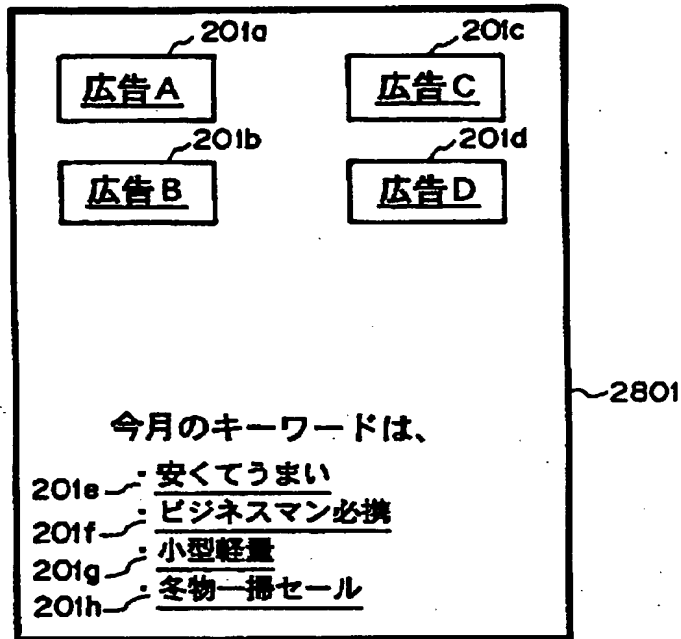 201a
201c
広告A
広告C
201b
201d
広告B
広告D
2801
今月のキーワードは、
201e ・安くてうまい
201f ・ビジネスマン必携
201g ・小型軽量
201h ・冬物一掃セール